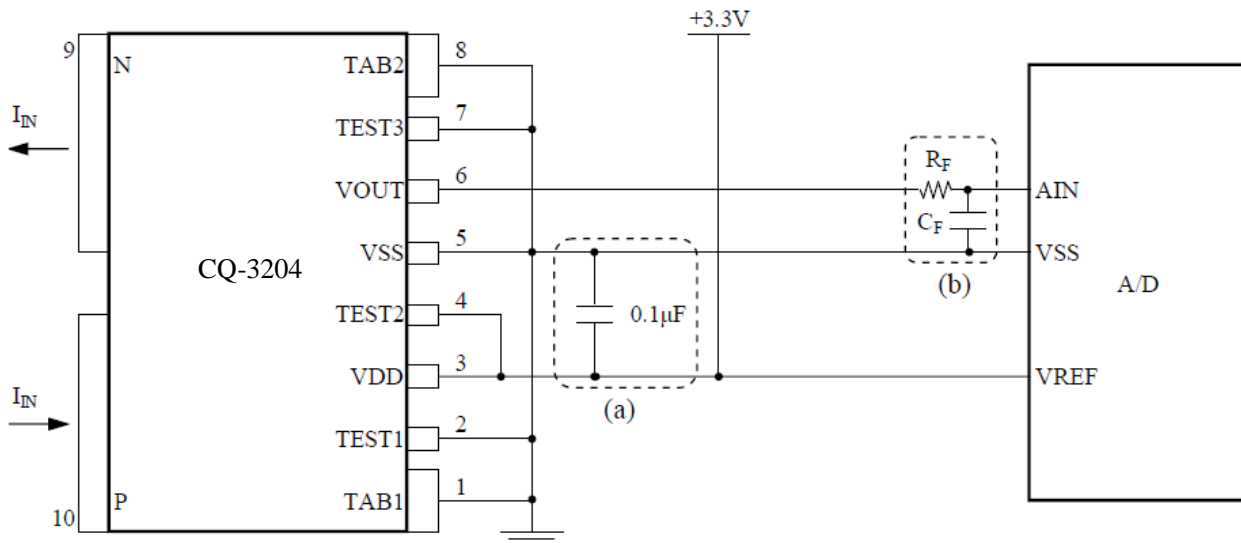 +3.3V
9
N
TAB2
8
I_IN
TEST3
7
VOUT
6
R_F
AIN
C_F
VSS
5
VSS
CQ-3204
(b)
A/D
TEST2
4
0.1μF
VDD
3
VREF
I_IN
(a)
TEST1
2
P
TAB1
1
10